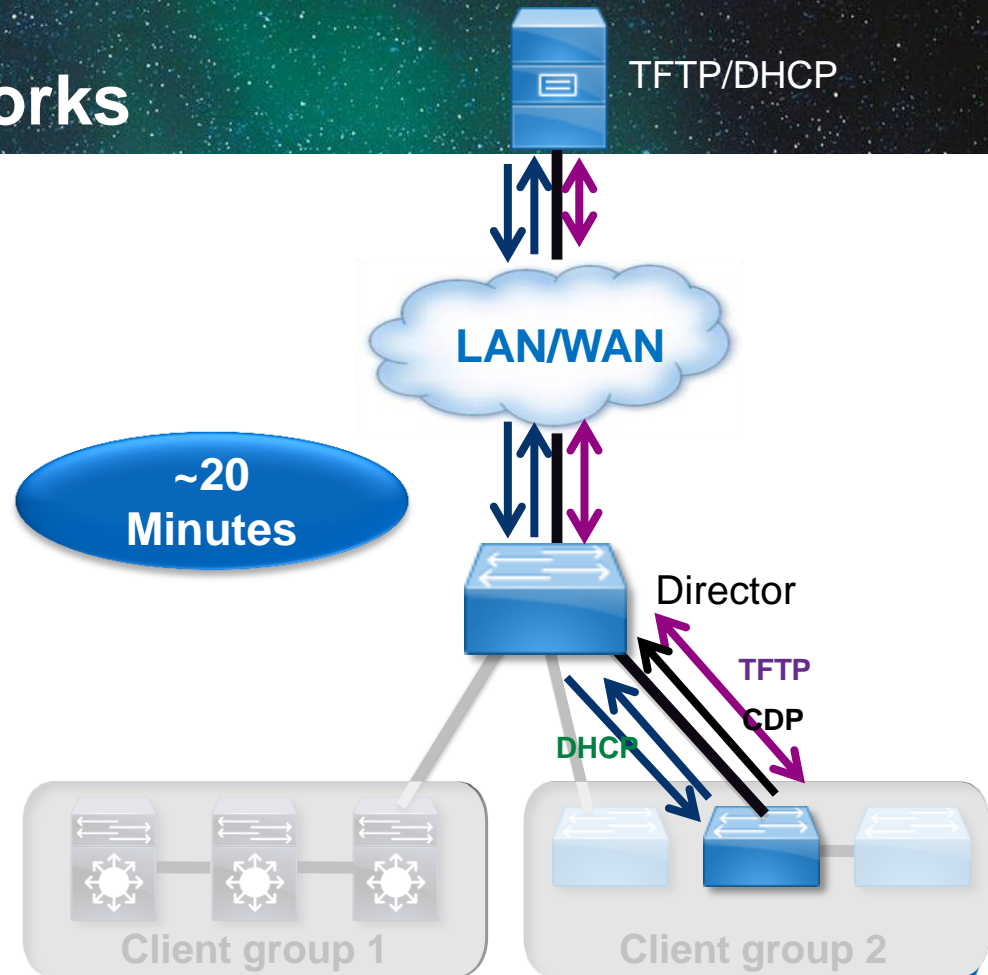 orks
TFTP/DHCP
LAN/WAN
~20
Minutes
Director
TFTP
CDP
DHCP
Client group 1
Client group 2